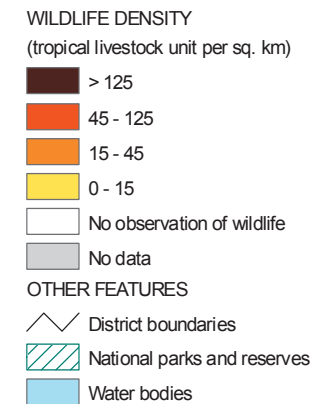 WILDLIFE DENSITY
(tropical livestock unit per sq. km)
> 125
45 - 125
15 - 45
0 - 15
No observation of wildlife
No data
OTHER FEATURES
District boundaries
National parks and reserves
Water bodies